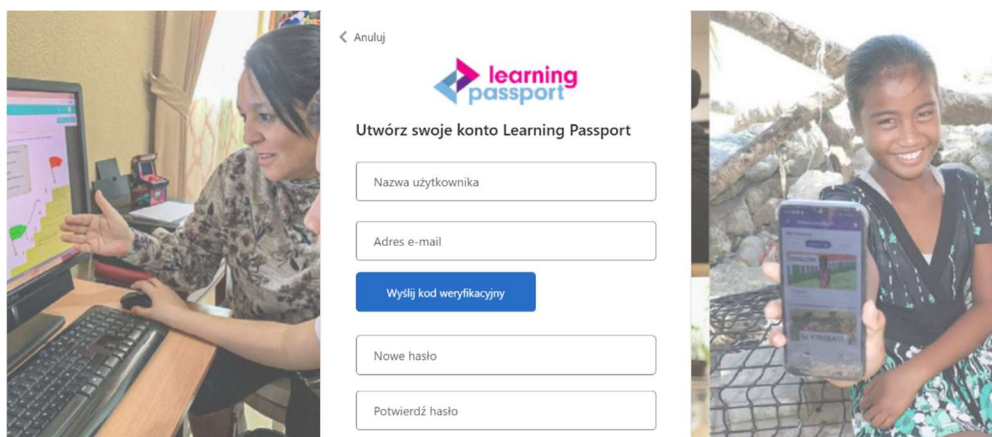 Anuluj
learning
passport
Utwórz swoje konto Learning Passport
Nazwa użytkownika
Adres e-mail
Wyślij kod weryfikacyjny
Nowe hasło
Potwierdź hasło
ENGLISH